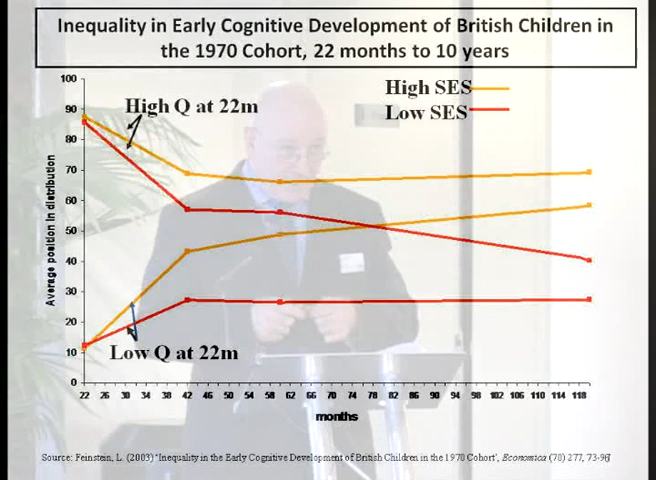 Inequality in Early Cognitive Development of British Children in
the 1970 Cohort, 22 months to 10 years
High SES
Low SES
High Q at 22m
Low Q at 22m
Average position in distribution
100
90
80
70
60
50
40
30
20
10
0
22 26 30 34 38 42 46 50 54 58 62 66 70 74 78 82 86 90 94 98 102 106 110 114 118
months
Source: Feinstein, L. (2003) 'Inequality in the Early Cognitive Development of British Children in the 1970 Cohort', Economica (70) 277, 73-98